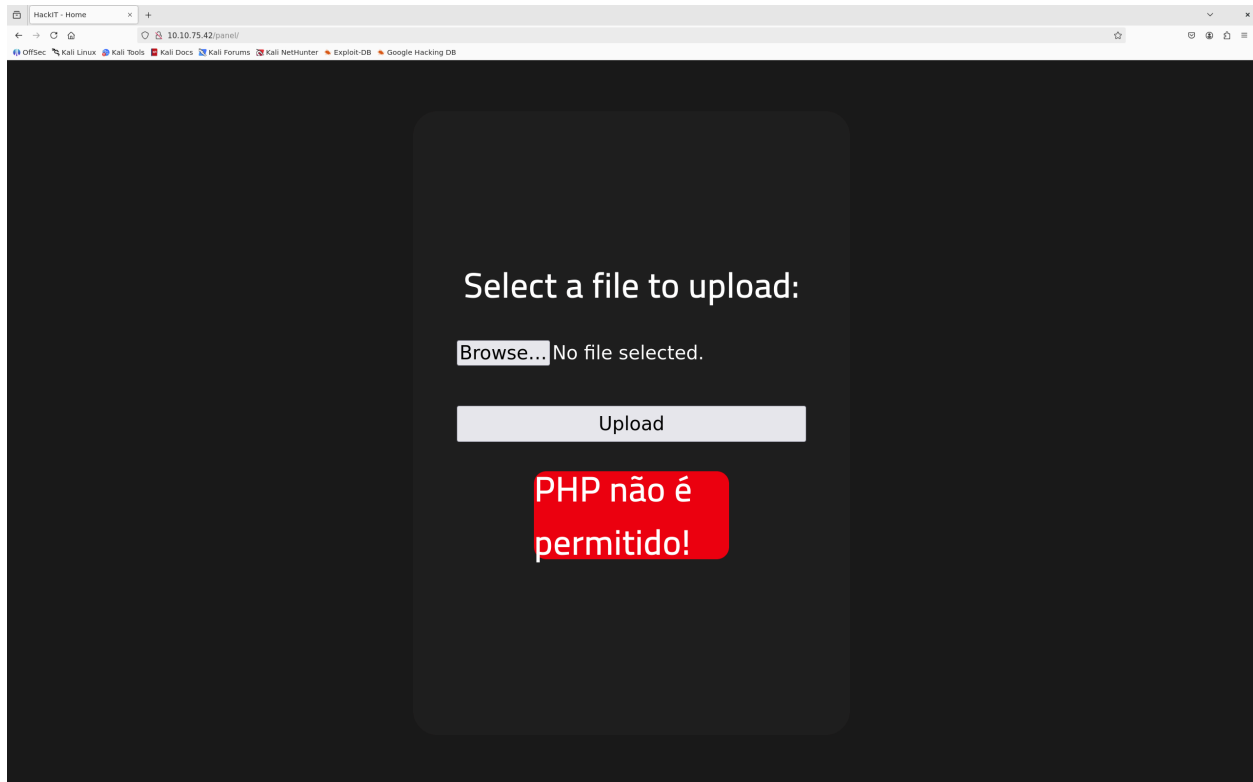 HackIT - Home
10.10.75.42/panel/
OffSec Kali Linux Kali Tools Kali Docs Kali Forums Kali NetHunter Exploit-DB Google Hacking DB
Select a file to upload:
Browse... No file selected.
Upload
PHP não é
permitido!